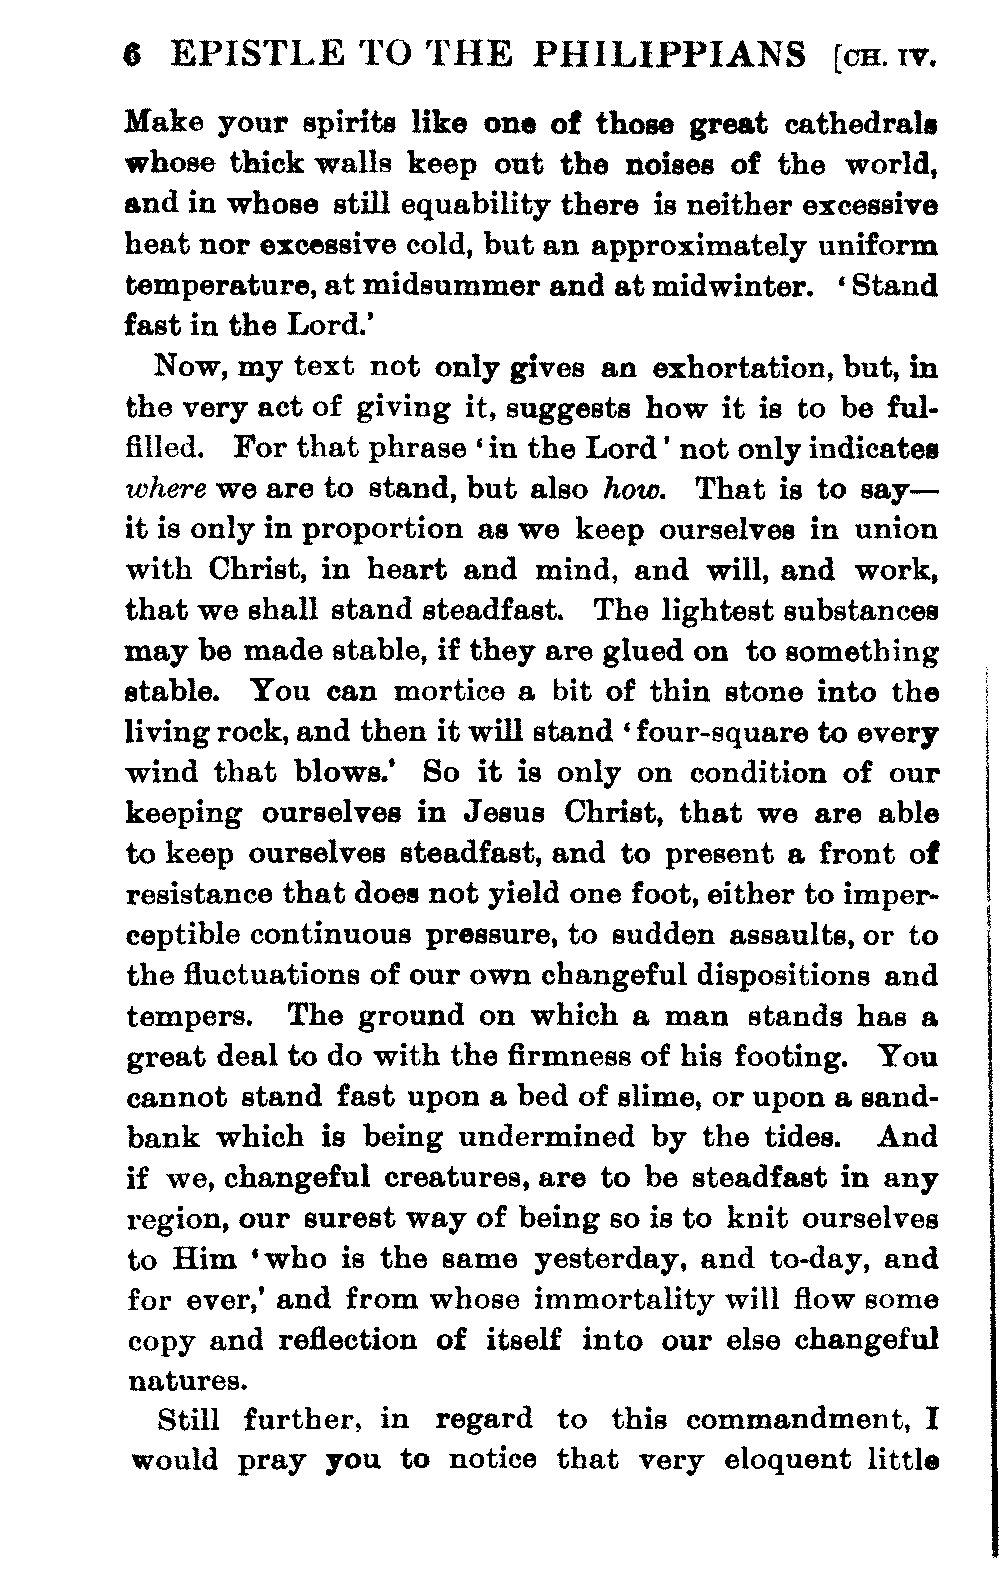 6 EPISTLE TO THE PHILIPPIANS [CH. IV.
Make your spirits like one of those great cathedrals
whose thick walls keep out the noises of the world,
and in whose still equability there is neither excessive
heat nor excessive cold, but an approximately uniform
temperature, at midsummer and at midwinter. ‘Stand
fast in the Lord.’
Now, my text not only gives an exhortation, but, in
the very act of giving it, suggests how it is to be ful-
filled. For that phrase ‘in the Lord’ not only indicates
where we are to stand, but also how. That is to say—
it is only in proportion as we keep ourselves in union
with Christ, in heart and mind, and will, and work,
that we shall stand steadfast. The lightest substances
may be made stable, if they are glued on to something
stable. You can mortice a bit of thin stone into the
living rock, and then it will stand ‘four-square to every
wind that blows.’ So it is only on condition of our
keeping ourselves in Jesus Christ, that we are able
to keep ourselves steadfast, and to present a front of
resistance that does not yield one foot, either to imper-
ceptible continuous pressure, to sudden assaults, or to
the fluctuations of our own changeful dispositions and
tempers. The ground on which a man stands has a
great deal to do with the firmness of his footing. You
cannot stand fast upon a bed of slime, or upon a sand-
bank which is being undermined by the tides. And
if we, changeful creatures, are to be steadfast in any
region, our surest way of being so is to knit ourselves
to Him ‘who is the same yesterday, and to-day, and
for ever,’ and from whose immortality will flow some
copy and reflection of itself into our else changeful
natures.
Still further, in regard to this commandment, I
would pray you to notice that very eloquent little